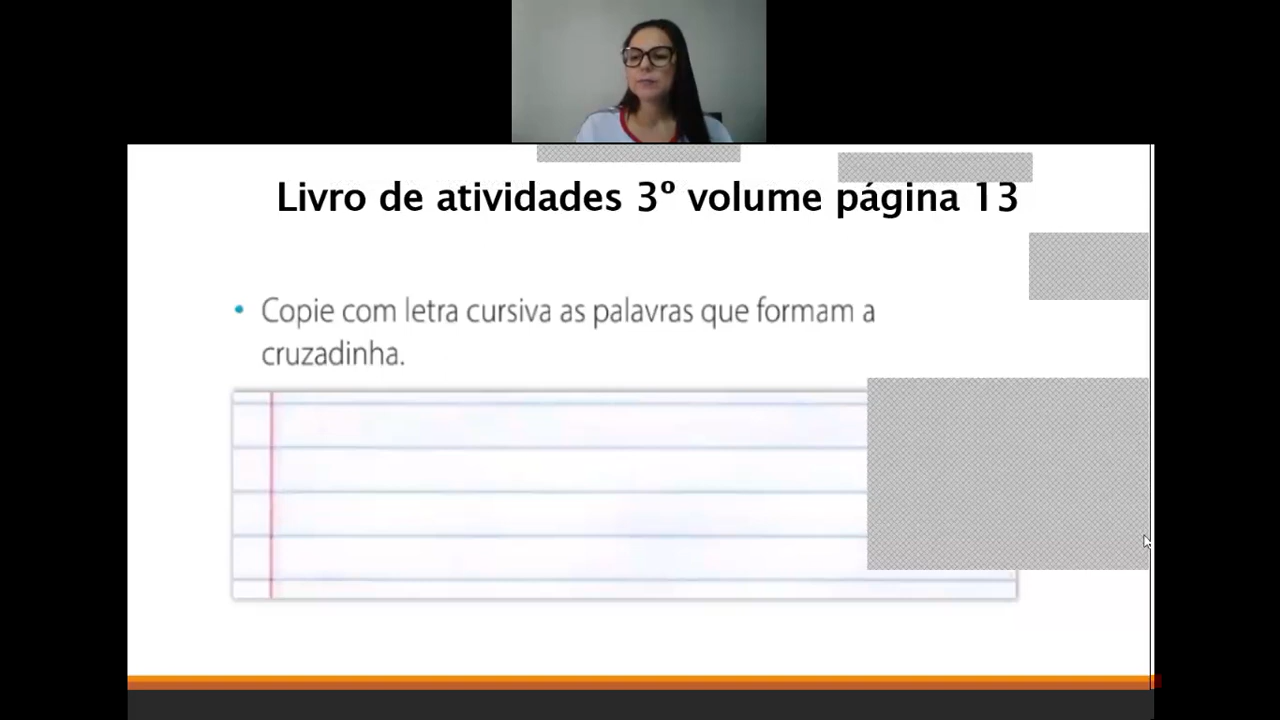 Livro de atividades 3º volume página 13
• Copie com letra cursiva as palavras que formam a
cruzadinha.